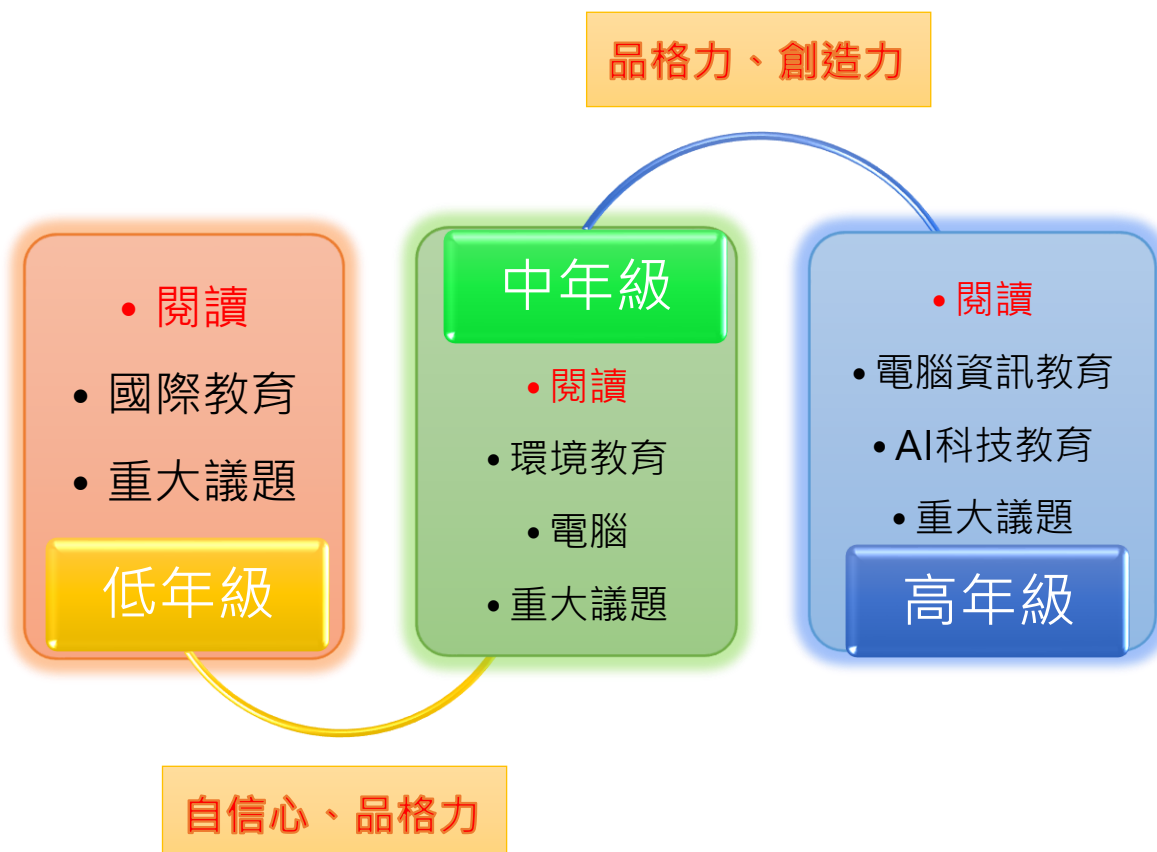 品格力、創造力
• 閱讀
• 國際教育
• 重大議題
低年級
中年級
• 閱讀
• 環境教育
• 電腦
• 重大議題
• 閱讀
• 電腦資訊教育
• AI科技教育
• 重大議題
高年級
自信心、品格力